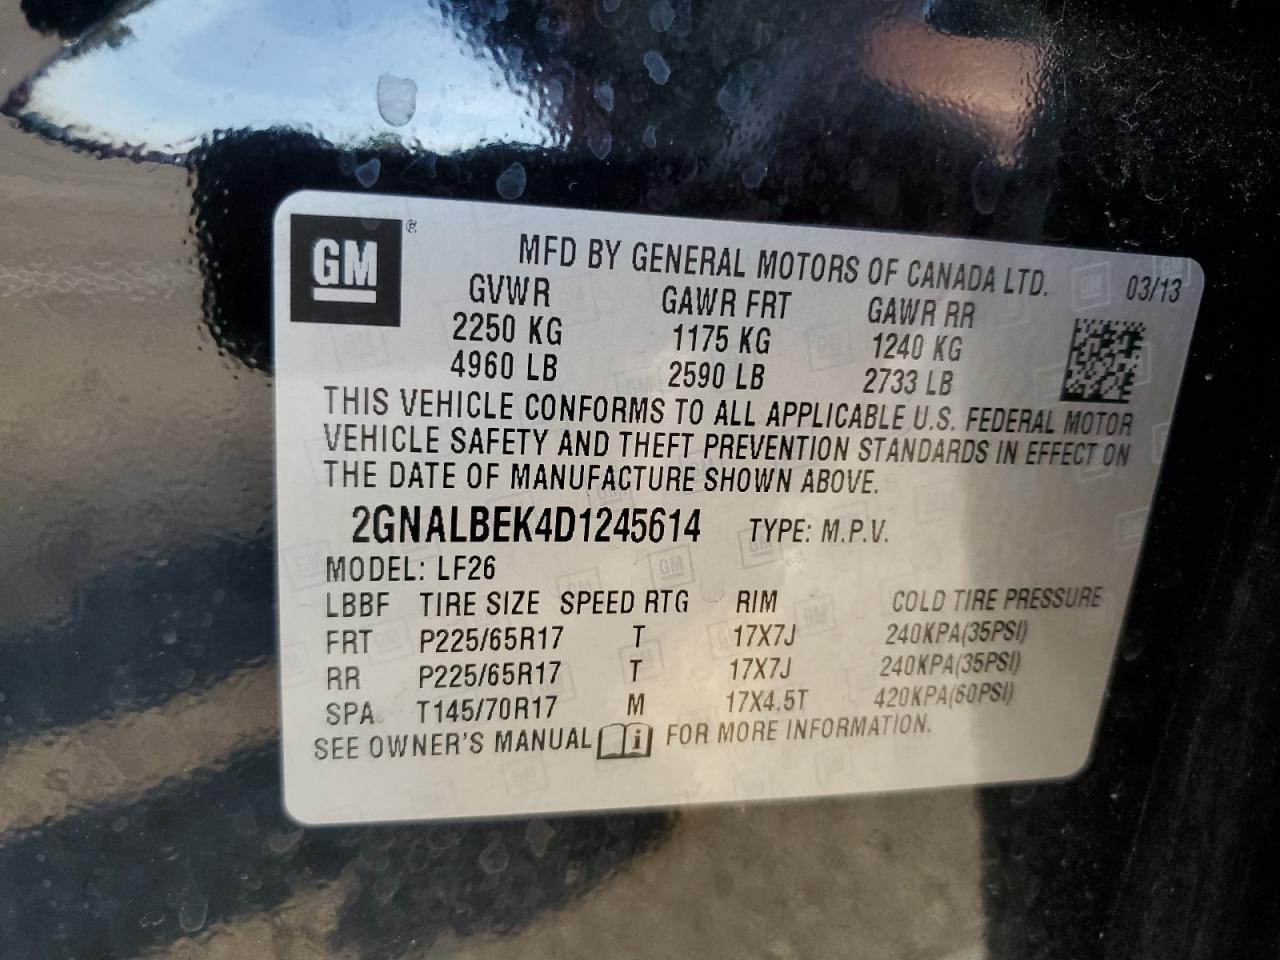 GM®
MFD BY GENERAL MOTORS OF CANADA LTD.
03/13
GVWR GAWR FRT GAWR RR
2250 KG 1175 KG 1240 KG
4960 LB 2590 LB 2733 LB
THIS VEHICLE CONFORMS TO ALL APPLICABLE U.S. FEDERAL MOTOR
VEHICLE SAFETY AND THEFT PREVENTION STANDARDS IN EFFECT ON
THE DATE OF MANUFACTURE SHOWN ABOVE.
2GNALBEK4D1245614 TYPE: M.P.V.
MODEL: LF26
LBBF TIRE SIZE SPEED RTG RIM COLD TIRE PRESSURE
FRT P225/65R17 T 17X7J 240KPA(35PSI)
RR P225/65R17 T 17X7J 240KPA(35PSI)
SPA T145/70R17 M 17X4.5T 420KPA(60PSI)
SEE OWNER'S MANUAL i FOR MORE INFORMATION.